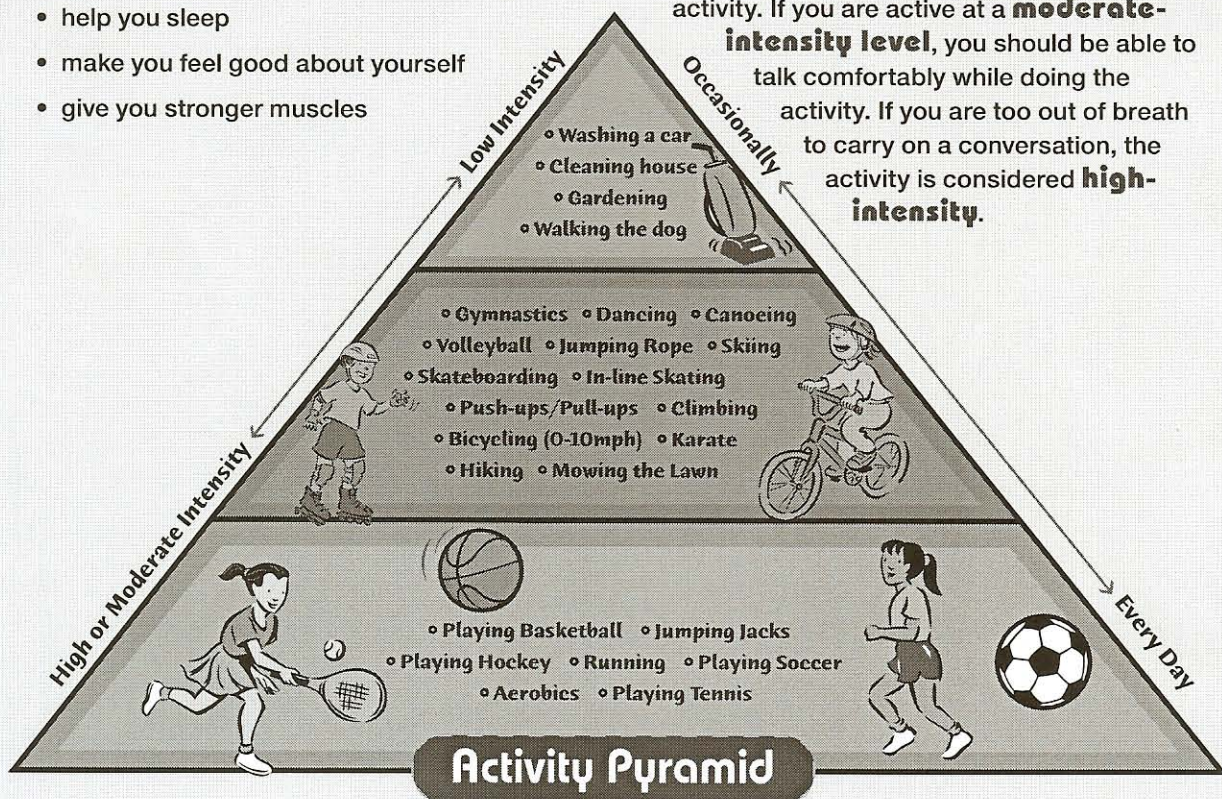 • help you sleep
• make you feel good about yourself
• give you stronger muscles
activity. If you are active at a moderate-
intensity level, you should be able to
talk comfortably while doing the
activity. If you are too out of breath
to carry on a conversation, the
activity is considered high-
intensity.
Low Intensity
Occasionally
• Washing a car
• Cleaning house
• Gardening
• Walking the dog
• Gymnastics • Dancing • Canoeing
• Volleyball • Jumping Rope • Skiing
• Skateboarding • In-line Skating
• Push-ups/Pull-ups • Climbing
• Bicycling (0-10mph) • Karate
• Hiking • Mowing the Lawn
High or Moderate Intensity
Every Day
• Playing Basketball • Jumping Jacks
• Playing Hockey • Running • Playing Soccer
• Aerobics • Playing Tennis
Activity Pyramid